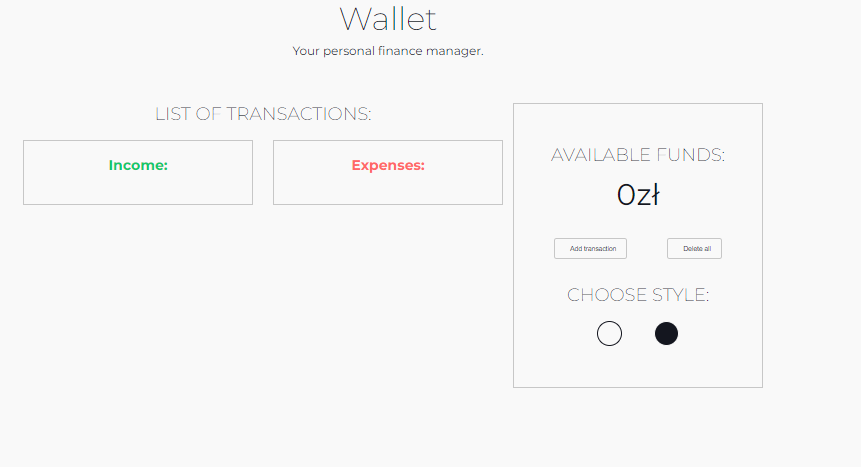 Wallet
Your personal finance manager.
LIST OF TRANSACTIONS:
Income:
Expenses:
AVAILABLE FUNDS:
0zł
Add transaction
Delete all
CHOOSE STYLE: